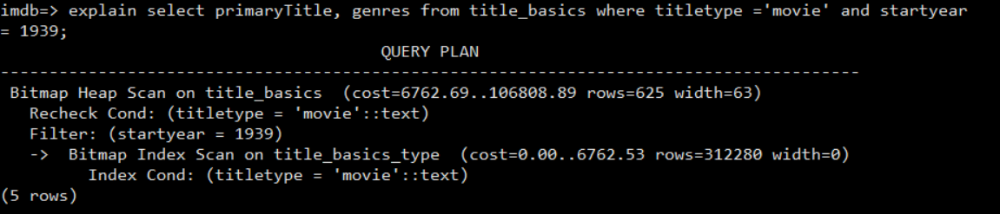 imdb=> explain select primaryTitle, genres from title_basics where titletype ='movie' and startyear
= 1939;
QUERY PLAN
-----------------------------------------------------------------------------------------
Bitmap Heap Scan on title_basics  (cost=6762.69..106808.89 rows=625 width=63)
Recheck Cond: (titletype = 'movie'::text)
Filter: (startyear = 1939)
->  Bitmap Index Scan on title_basics_type  (cost=0.00..6762.53 rows=312280 width=0)
Index Cond: (titletype = 'movie'::text)
(5 rows)